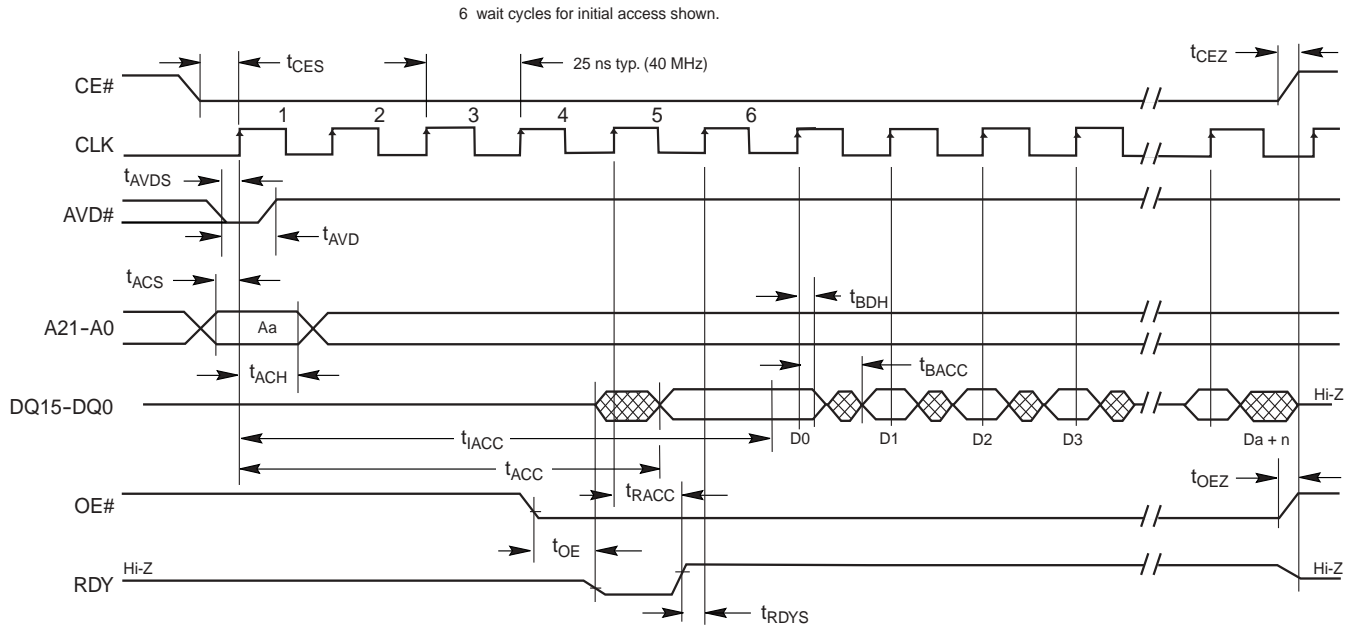 6 wait cycles for initial access shown.
tCES
25 ns typ. (40 MHz)
tCEZ
CE#
1 2 3 4 5 6
CLK
tAVDS
AVD#
tAVD
tACS
tBDH
A21-A0
Aa
tACH
tBACC
DQ15-DQ0
Hi-Z
tIACC
D0 D1 D2 D3 Da + n
tACC
tRACC
tOEZ
OE#
tOE
Hi-Z
Hi-Z
RDY
tRDYS